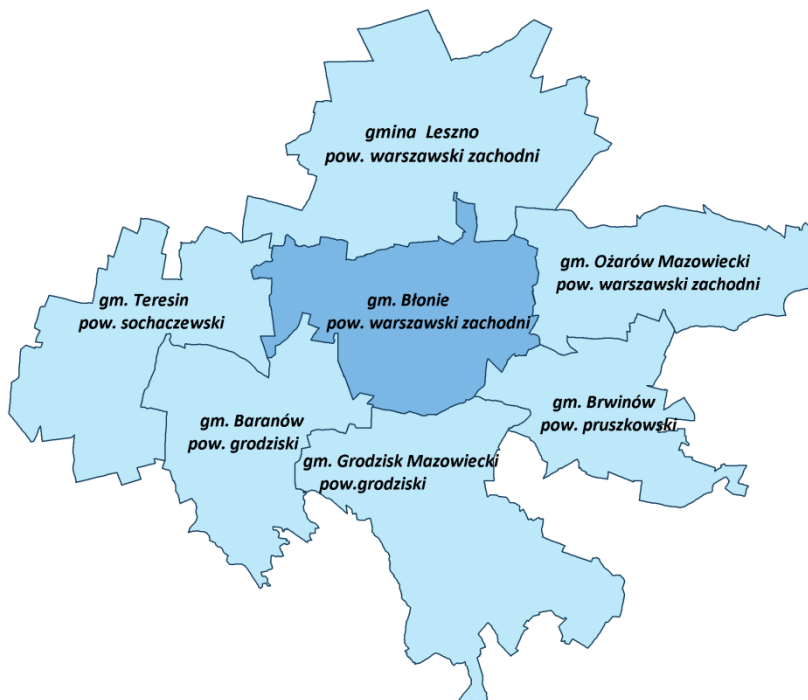 gmina Leszno
pow. warszawski zachodni
gm. Ożarów Mazowiecki
pow. warszawski zachodni
gm. Teresin
pow. sochaczewski
gm. Błonie
pow. warszawski zachodni
gm. Brwinów
pow. pruszkowski
gm. Baranów
pow. grodziski
gm. Grodzisk Mazowiecki
pow.grodziski